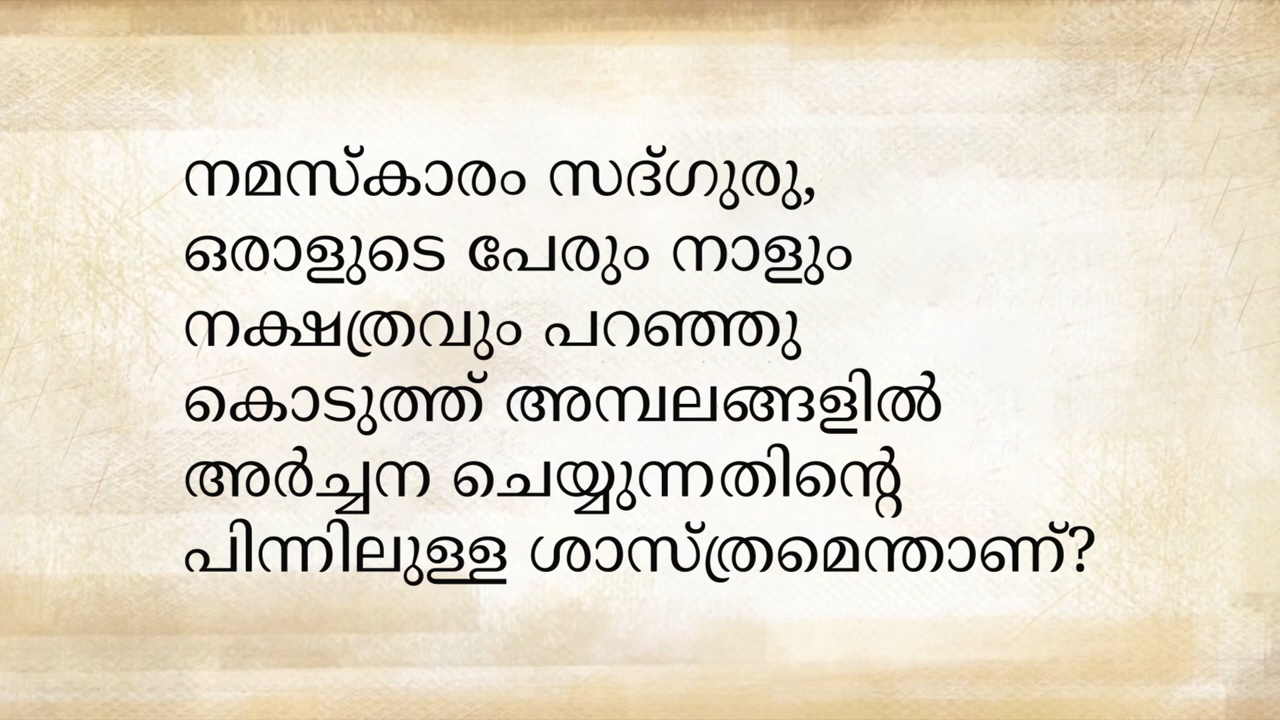 നമസ്കാരം സദ്ഗുരു,
ഒരാളുടെ പേരും നാളും
നക്ഷത്രവും പറഞ്ഞു
കൊടുത്ത് അമ്പലങ്ങളിൽ
അർച്ചന ചെയ്യുന്നതിന്റെ
പിന്നിലുള്ള ശാസ്ത്രമെന്താണ്?